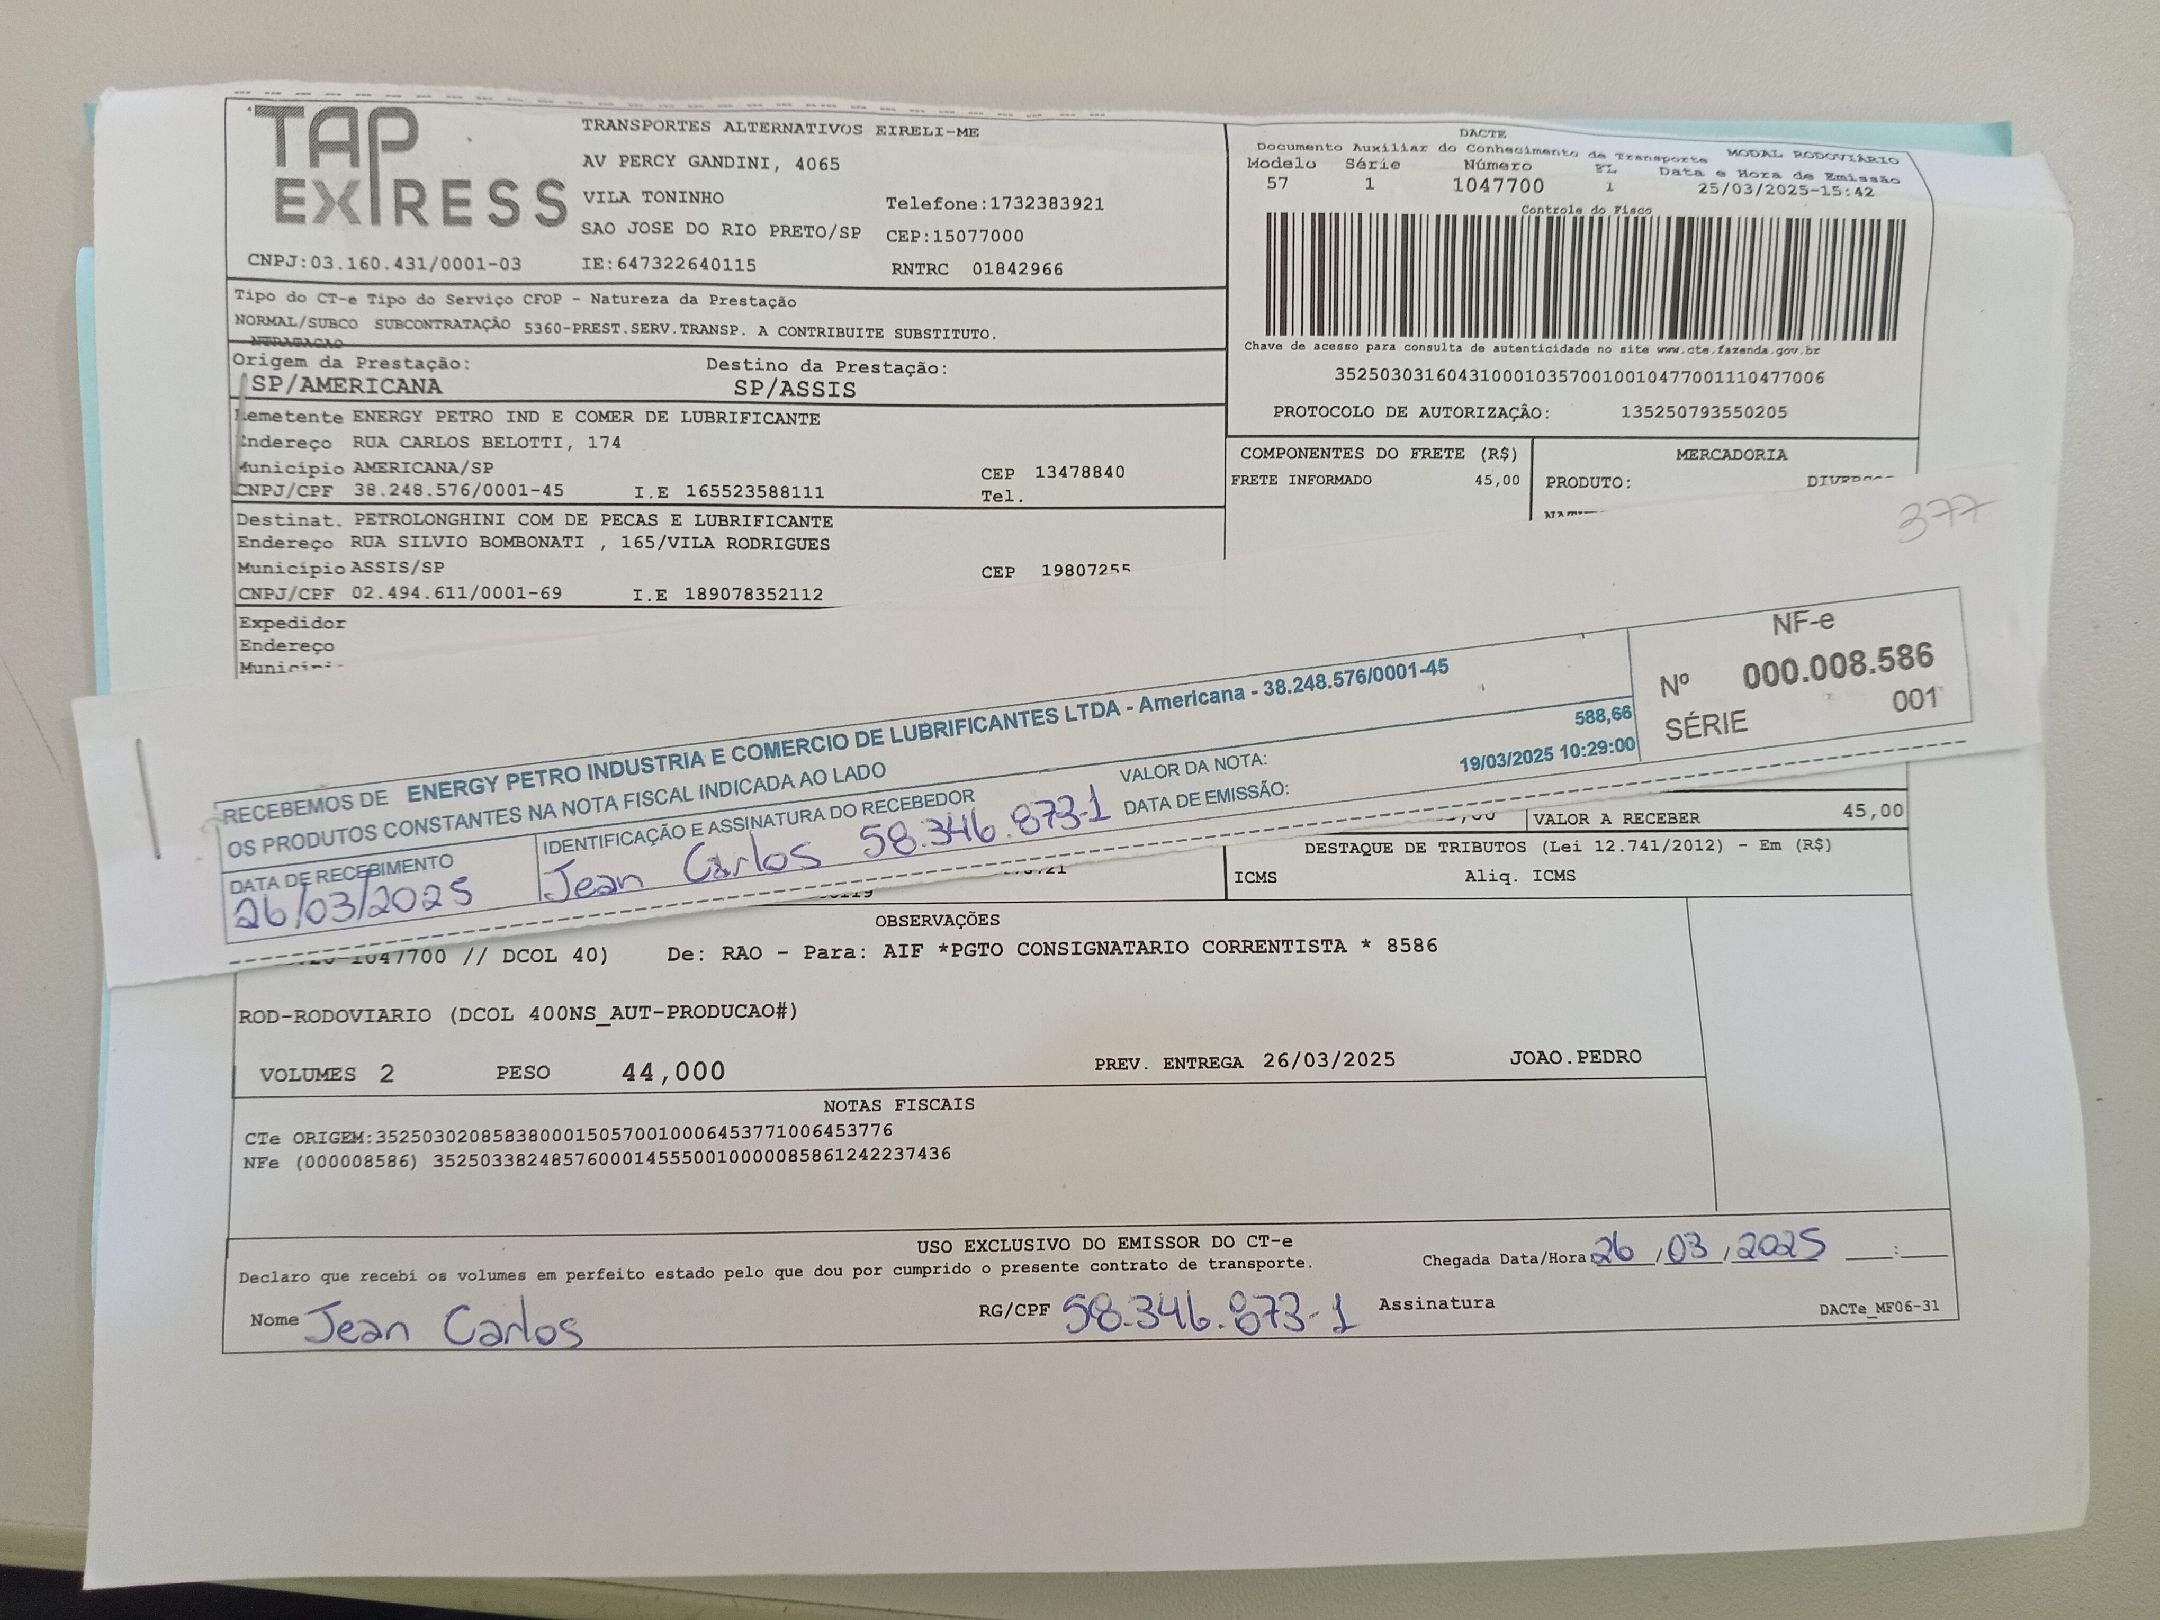 TAP EXPRESS
TRANSPORTES ALTERNATIVOS EIRELI-ME
AV PERCY GANDINI, 4065
VILA TONINHO
Telefone:1732383921
SAO JOSE DO RIO PRETO/SP CEP:15077000
CNPJ:03.160.431/0001-03 IE:647322640115 RNTRC 01842966
DACTE
Documento Auxiliar do Conhecimento de Transporte MODAL RODOVIÁRIO
Modelo Série Número FL Data e Hora de Emissão
57 1 1047700 1 25/03/2025-15:42
Controle do Fisco
Chave de acesso para consulta de autenticidade no site www.cte.fazenda.gov.br
35250303160431000103570010010477001110477006
PROTOCOLO DE AUTORIZAÇÃO: 135250793550205
Tipo do CT-e Tipo do Serviço CFOP - Natureza da Prestação
NORMAL/SUBCO SUBCONTRATAÇÃO 5360-PREST.SERV.TRANSP. A CONTRIBUITE SUBSTITUTO.
NTRATACAO
Origem da Prestação: Destino da Prestação:
SP/AMERICANA SP/ASSIS
Remetente ENERGY PETRO IND E COMER DE LUBRIFICANTE
Endereço RUA CARLOS BELOTTI, 174
Município AMERICANA/SP CEP 13478840
CNPJ/CPF 38.248.576/0001-45 I.E 165523588111 Tel.
COMPONENTES DO FRETE (R$) MERCADORIA
FRETE INFORMADO 45,00 PRODUTO:
Destinat. PETROLONGHINI COM DE PECAS E LUBRIFICANTE
Endereço RUA SILVIO BOMBONATI , 165/VILA RODRIGUES
Município ASSIS/SP CEP 19807255
CNPJ/CPF 02.494.611/0001-69 I.E 189078352112
Expedidor
Endereço
377
RECEBEMOS DE ENERGY PETRO INDUSTRIA E COMERCIO DE LUBRIFICANTES LTDA - Americana - 38.248.576/0001-45
OS PRODUTOS CONSTANTES NA NOTA FISCAL INDICADA AO LADO
VALOR DA NOTA: 588,66
DATA DE EMISSÃO: 19/03/2025 10:29:00
NF-e
Nº 000.008.586
SÉRIE 001
DATA DE RECEBIMENTO
26/03/2025
IDENTIFICAÇÃO E ASSINATURA DO RECEBEDOR
Jean Carlos 58.346.873-1
VALOR A RECEBER 45,00
DESTAQUE DE TRIBUTOS (Lei 12.741/2012) - Em (R$)
ICMS Aliq. ICMS
OBSERVAÇÕES
1047700 // DCOL 40) De: RAO - Para: AIF *PGTO CONSIGNATARIO CORRENTISTA * 8586
ROD-RODOVIARIO (DCOL 400NS_AUT-PRODUCAO#)
VOLUMES 2 PESO 44,000 PREV. ENTREGA 26/03/2025 JOAO.PEDRO
NOTAS FISCAIS
CTe ORIGEM:35250302085838000150570010006453771006453776
NFe (000008586) 35250338248576000145550010000085861242237436
USO EXCLUSIVO DO EMISSOR DO CT-e
Declaro que recebi os volumes em perfeito estado pelo que dou por cumprido o presente contrato de transporte.
Chegada Data/Hora 26/03/2025 ___:___
Nome Jean Carlos RG/CPF 58.346.873-1 Assinatura
DACTe_MF06-31